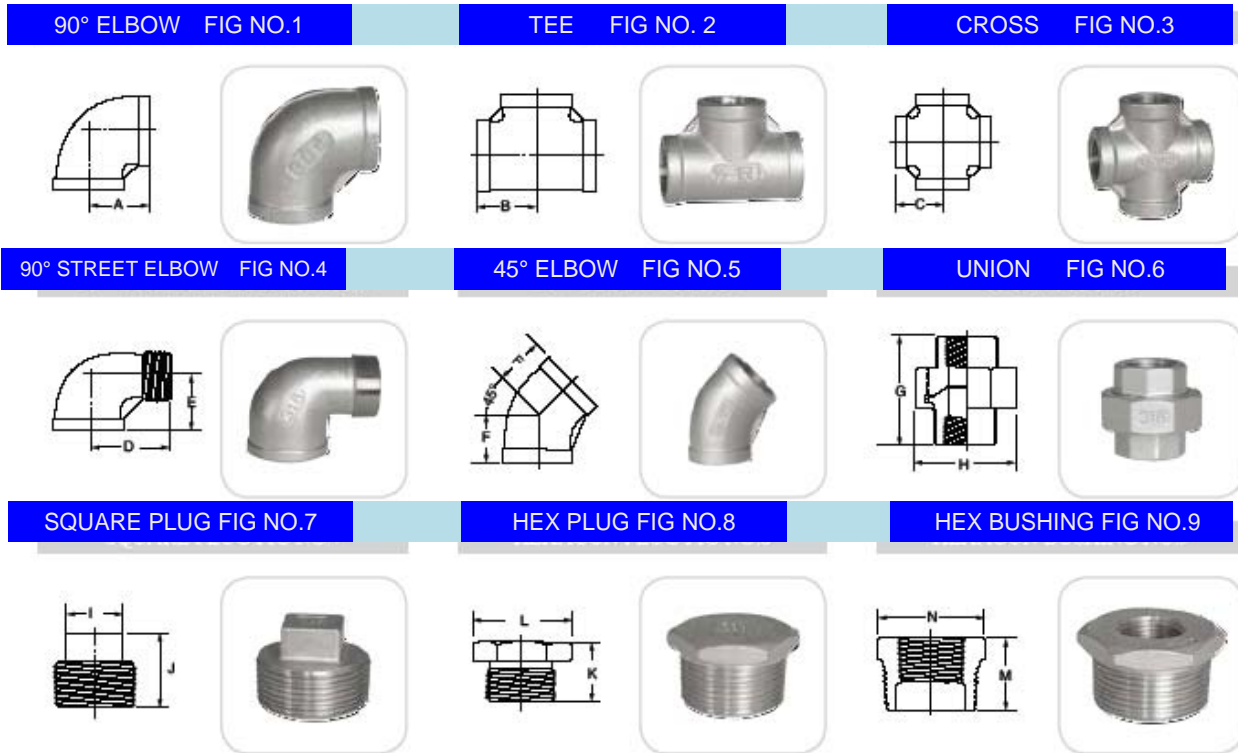 90° ELBOW FIG NO.1
TEE FIG NO. 2
CROSS FIG NO.3
A
B
C
90° STREET ELBOW FIG NO.4
45° ELBOW FIG NO.5
UNION FIG NO.6
D
E
F
45°
F
G
H
SQUARE PLUG FIG NO.7
HEX PLUG FIG NO.8
HEX BUSHING FIG NO.9
I
J
L
K
N
M